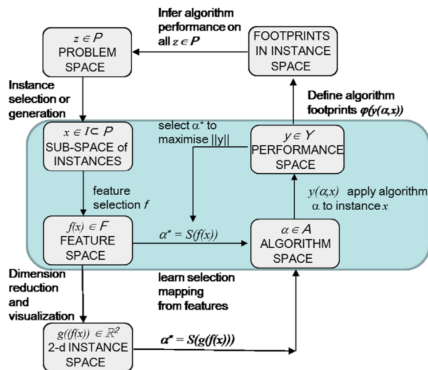 Infer algorithm
performance on
all z ∈ P
z ∈ P
PROBLEM
SPACE
FOOTPRINTS
IN INSTANCE
SPACE
Instance
selection or
generation
Define algorithm
footprints φ(y(α,x))
x ∈ I ⊂ P
SUB-SPACE of
INSTANCES
select α* to
maximise ||y||
y ∈ Y
PERFORMANCE
SPACE
feature
selection f
y(α,x) apply algorithm
α to instance x
f(x) ∈ F
FEATURE
SPACE
α* = S(f(x))
α ∈ A
ALGORITHM
SPACE
Dimension
reduction and
visualization
learn selection
mapping
from features
g((f(x)) ∈ ℝ²
2-d INSTANCE
SPACE
α* = S(g(f(x)))